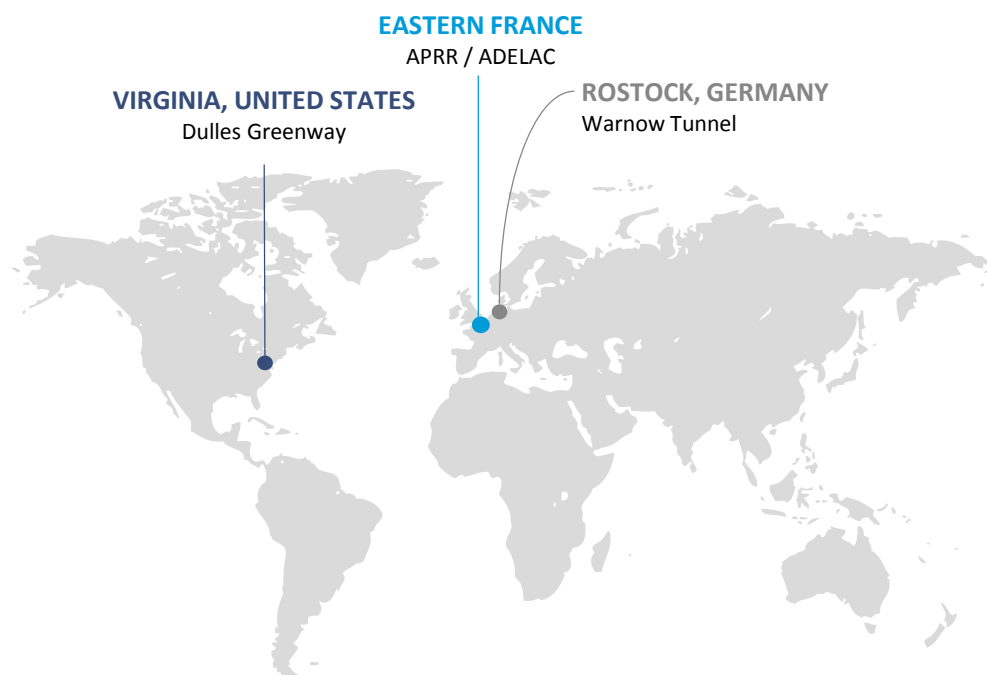 EASTERN FRANCE
APRR / ADELAC
VIRGINIA, UNITED STATES
Dulles Greenway
ROSTOCK, GERMANY
Warnow Tunnel